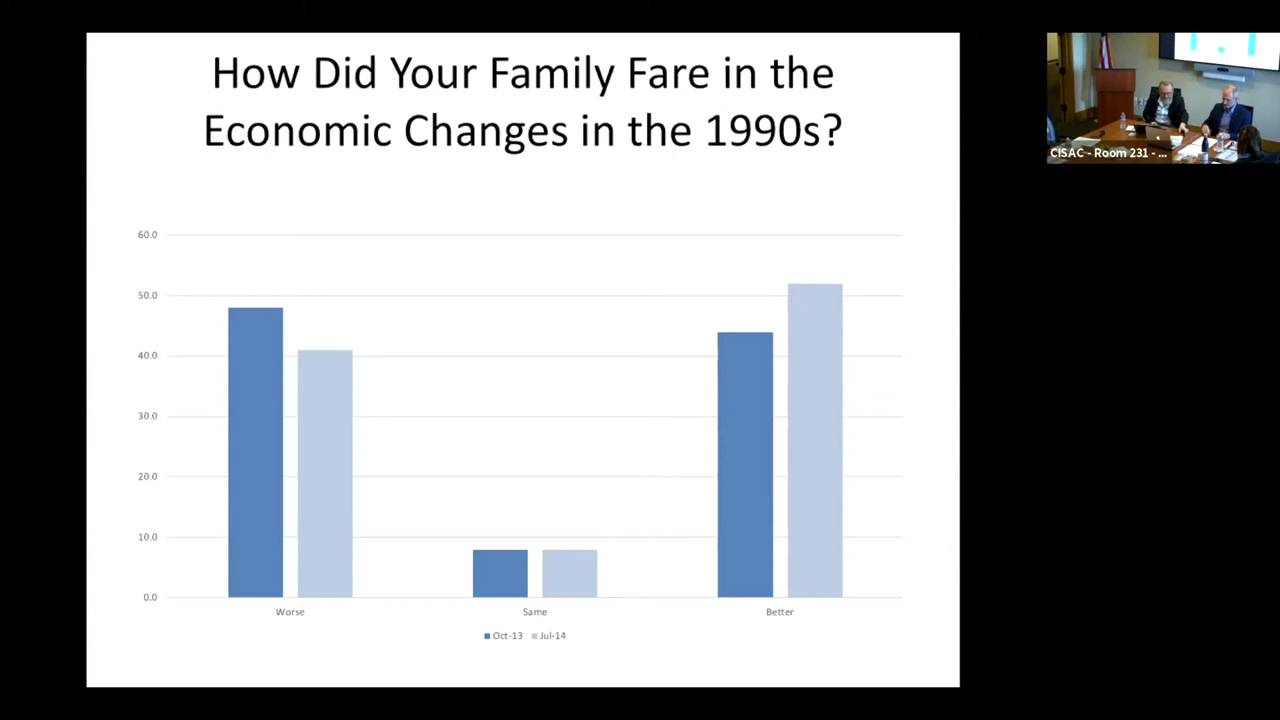 How Did Your Family Fare in the
Economic Changes in the 1990s?
CISAC - Room 231 - ...
60.0
50.0
40.0
30.0
20.0
10.0
0.0
Worse Same Better
Oct-13 Jul-14